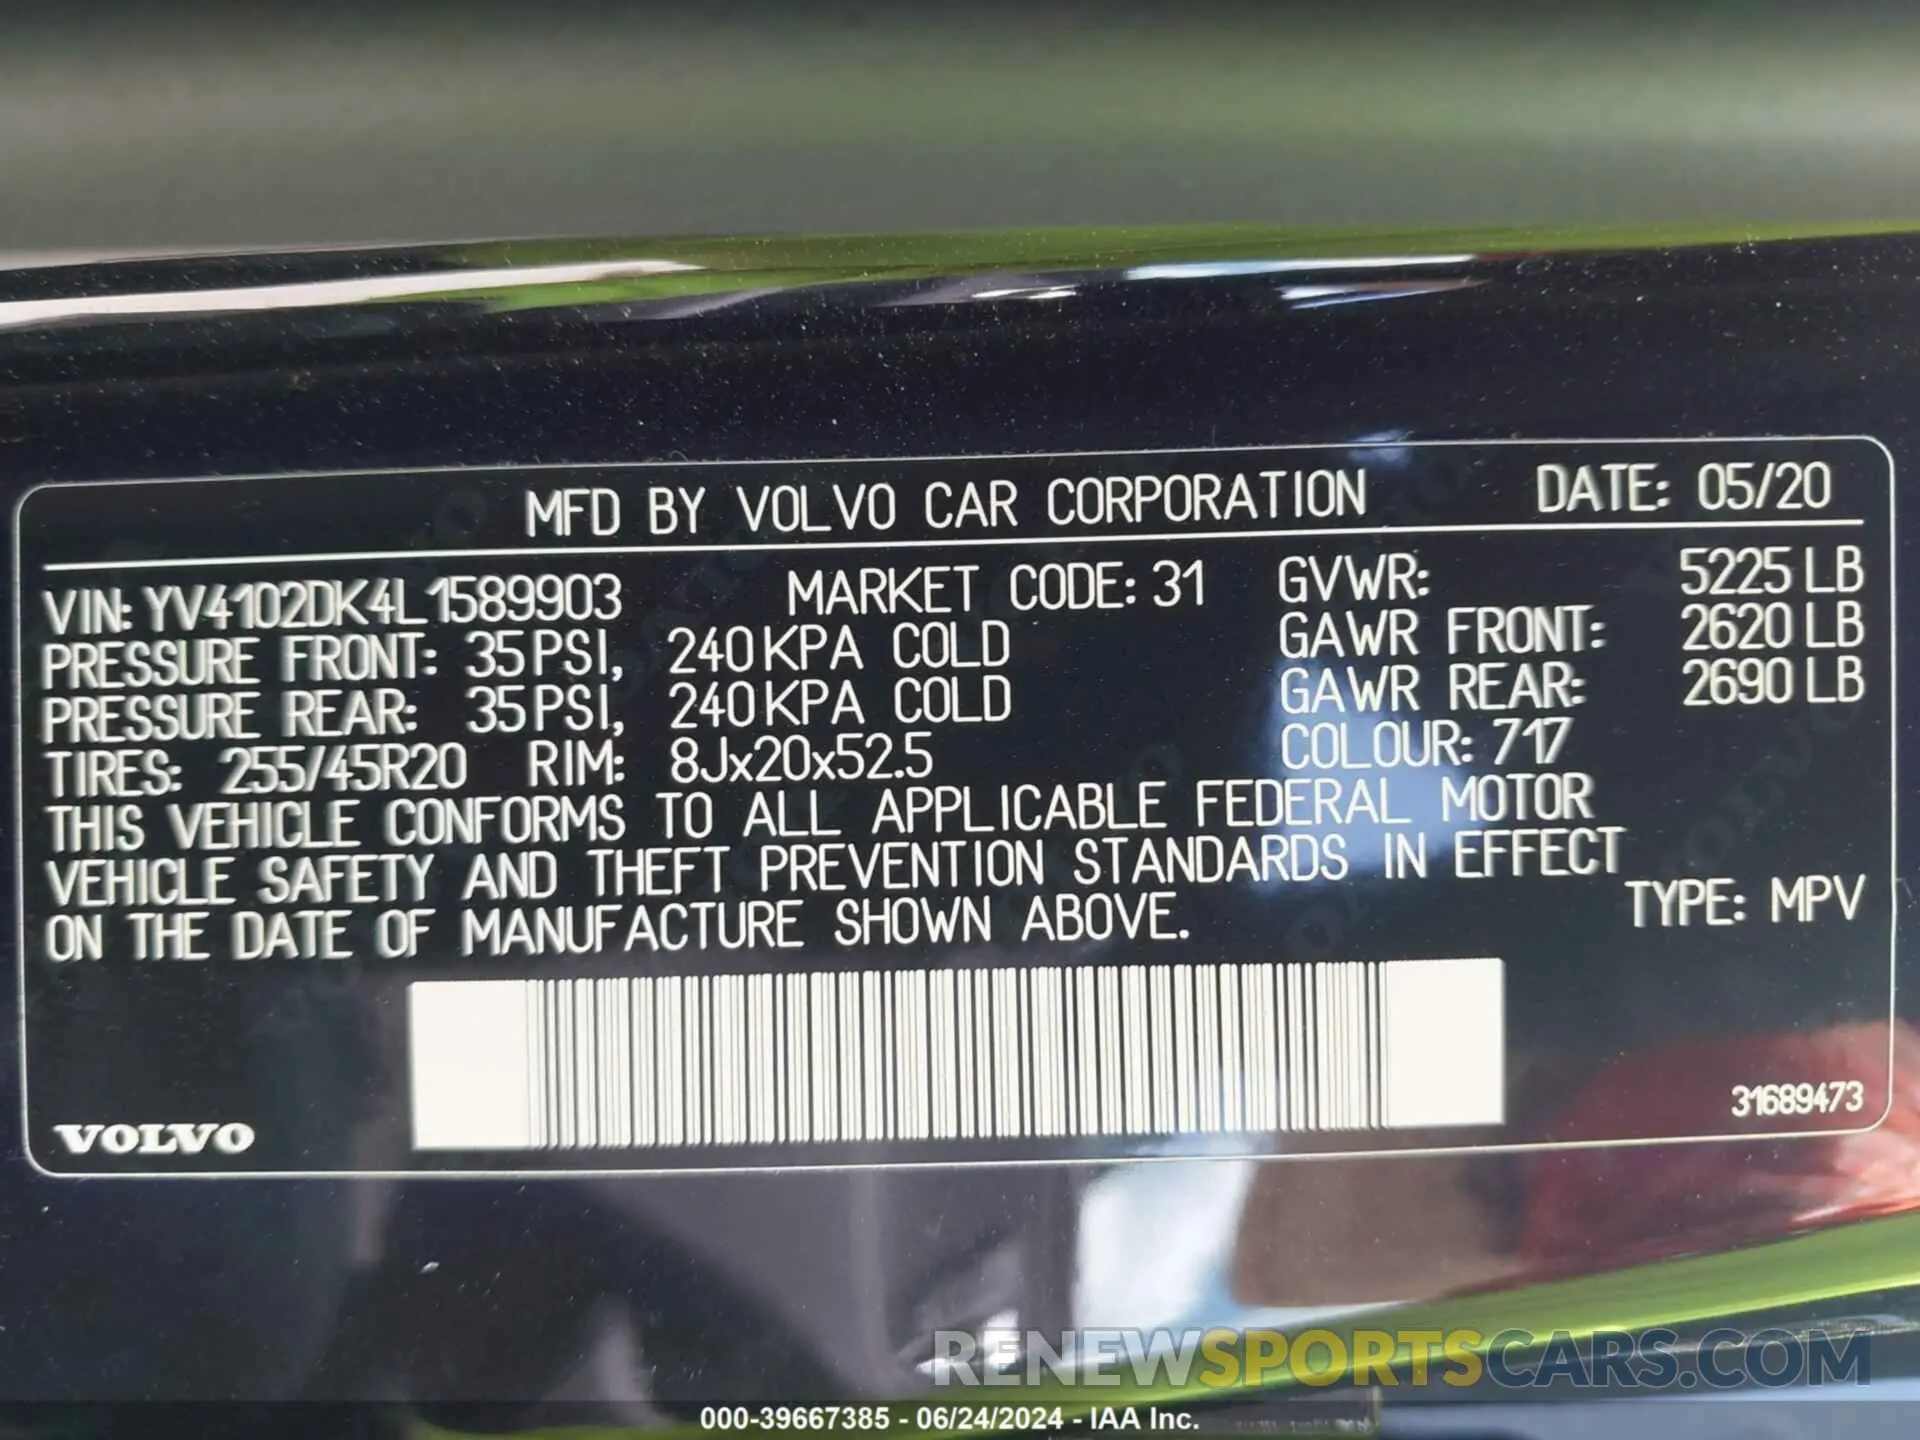 MFD BY VOLVO CAR CORPORATION DATE: 05/20
VIN: YV4102DK4L1589903 MARKET CODE: 31 GVWR: 5225 LB
PRESSURE FRONT: 35 PSI, 240 KPA COLD GAWR FRONT: 2620 LB
PRESSURE REAR: 35 PSI, 240 KPA COLD GAWR REAR: 2690 LB
TIRES: 255/45R20 RIM: 8Jx20x52.5 COLOUR: 717
THIS VEHICLE CONFORMS TO ALL APPLICABLE FEDERAL MOTOR
VEHICLE SAFETY AND THEFT PREVENTION STANDARDS IN EFFECT
ON THE DATE OF MANUFACTURE SHOWN ABOVE. TYPE: MPV
31689473
VOLVO
RENEWSPORTSCARS.COM
000-39667385 - 06/24/2024 - IAA Inc.